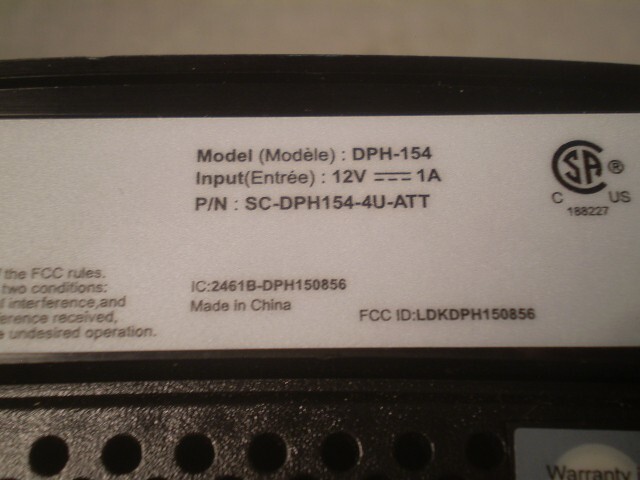 Model (Modèle) : DPH-154
Input(Entrée) : 12V ⎓ 1A
P/N : SC-DPH154-4U-ATT
SA ®
C US
188227
the FCC rules.
two conditions:
interference,and
received,
undesired operation.
IC:2461B-DPH150856
Made in China
FCC ID:LDKDPH150856
Warranty